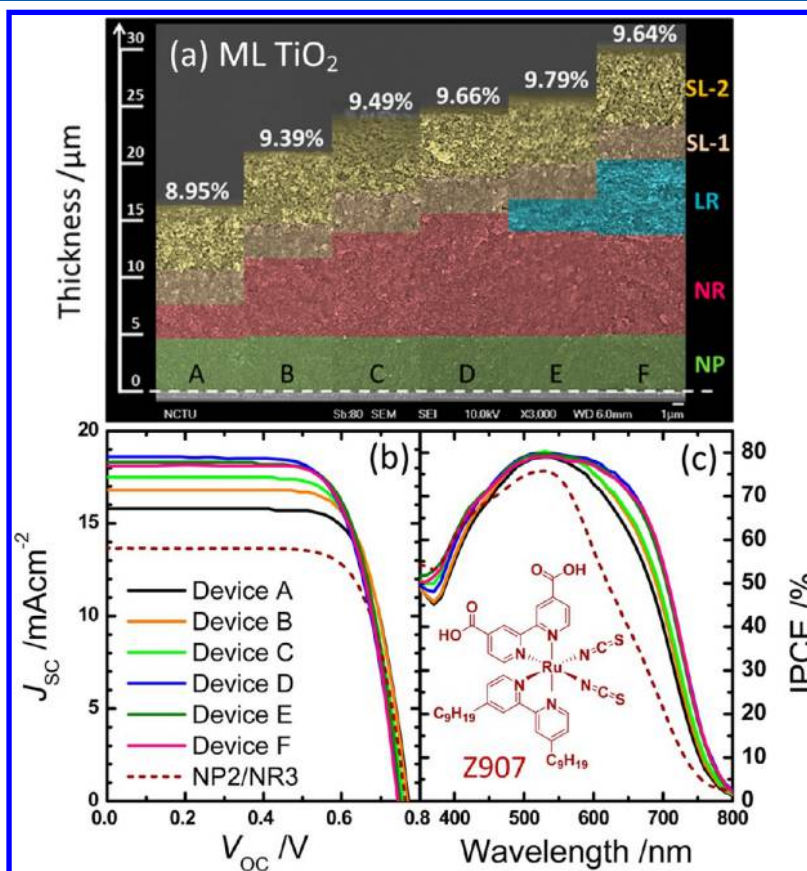 (a) ML TiO₂
Thickness /μm
30
25
20
15
10
5
0
8.95%
9.39%
9.49%
9.66%
9.79%
9.64%
SL-2
SL-1
LR
NR
NP
A B C D E F
NCTU Sb:80 SEM SEI 10.0kV X3,000 WD 6.0mm 1μm
(b)
J_SC /mAcm⁻²
20
15
10
5
0
0.0 0.2 0.4 0.6 0.8
V_OC /V
Device A
Device B
Device C
Device D
Device E
Device F
NP2/NR3
(c)
IPCE /%
80
70
60
50
40
30
20
10
0
400 500 600 700 800
Wavelength /nm
OH
O
HO
O
N
N
N
N
Ru
N C S
N C S
C₉H₁₉
C₉H₁₉
Z907